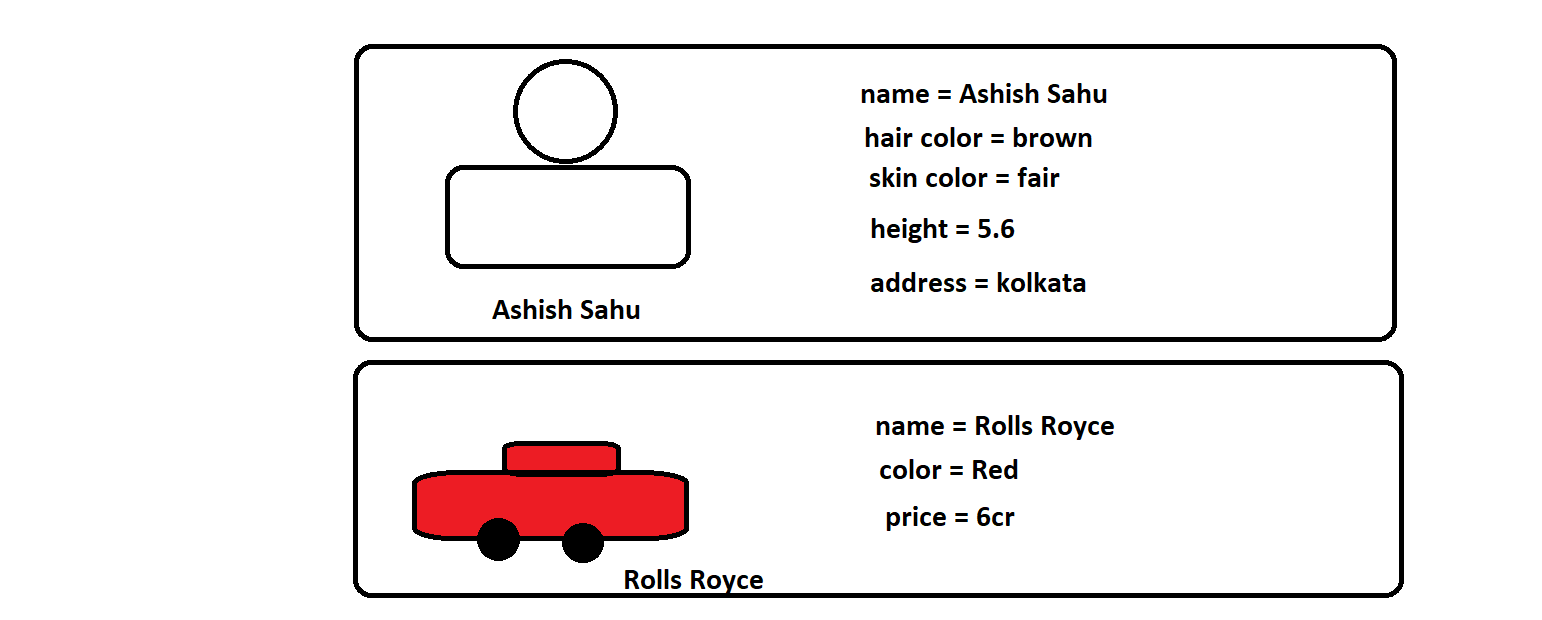 name = Ashish Sahu
hair color = brown
skin color = fair
height = 5.6
address = kolkata
Ashish Sahu
name = Rolls Royce
color = Red
price = 6cr
Rolls Royce